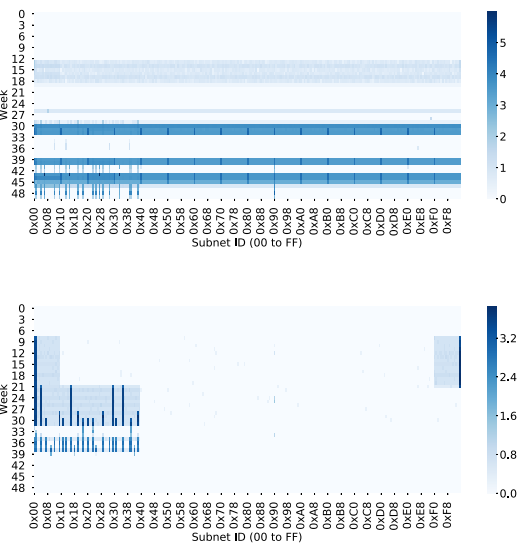 0
3
6
9
12
15
18
21
24
27
30
33
36
39
42
45
48
Week
0x00
0x08
0x10
0x18
0x20
0x28
0x30
0x38
0x40
0x48
0x50
0x58
0x60
0x68
0x70
0x78
0x80
0x88
0x90
0x98
0xA0
0xA8
0xB0
0xB8
0xC0
0xC8
0xD0
0xD8
0xE0
0xE8
0xF0
0xF8
Subnet ID (00 to FF)
5
4
3
2
1
0
0
3
6
9
12
15
18
21
24
27
30
33
36
39
42
45
48
Week
0x00
0x08
0x10
0x18
0x20
0x28
0x30
0x38
0x40
0x48
0x50
0x58
0x60
0x68
0x70
0x78
0x80
0x88
0x90
0x98
0xA0
0xA8
0xB0
0xB8
0xC0
0xC8
0xD0
0xD8
0xE0
0xE8
0xF0
0xF8
Subnet ID (00 to FF)
3.2
2.4
1.6
0.8
0.0